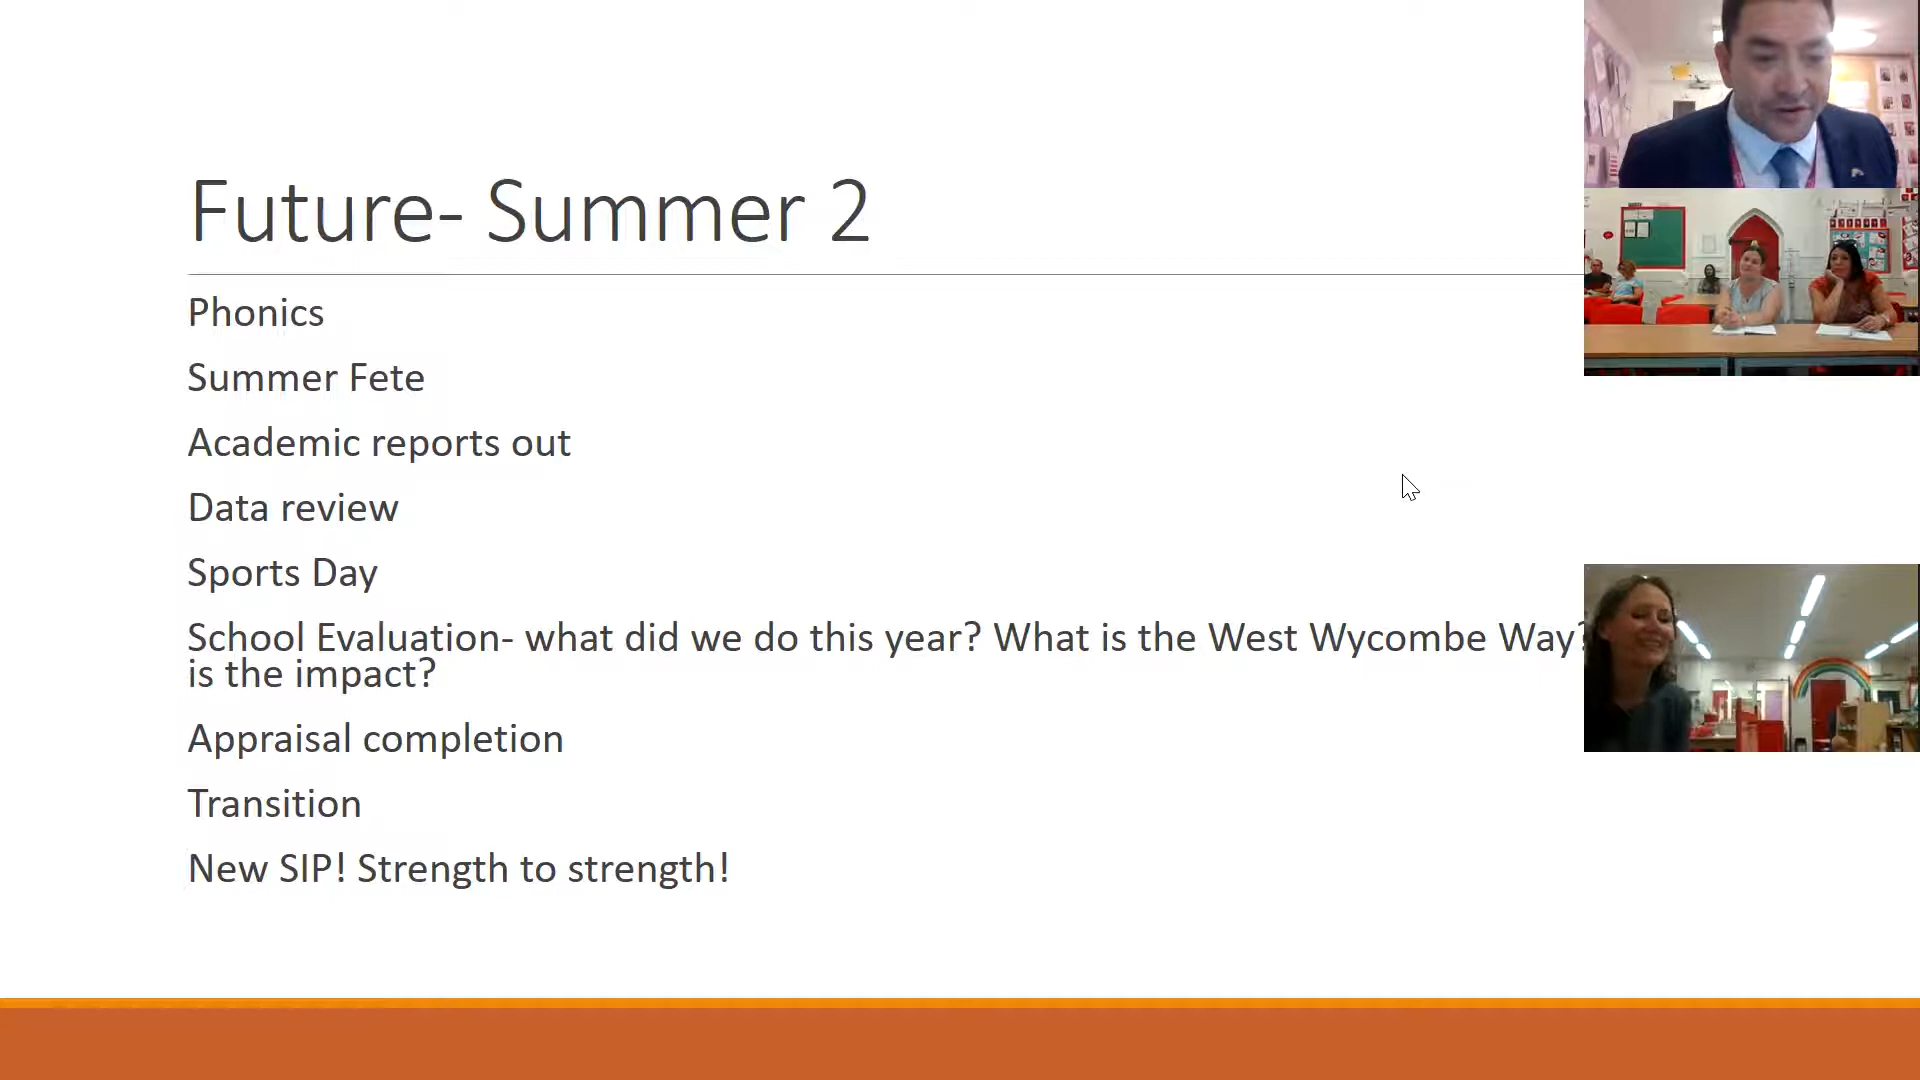 Future- Summer 2
Phonics
Summer Fete
Academic reports out
Data review
Sports Day
School Evaluation- what did we do this year? What is the West Wycombe Way?
is the impact?
Appraisal completion
Transition
New SIP! Strength to strength!